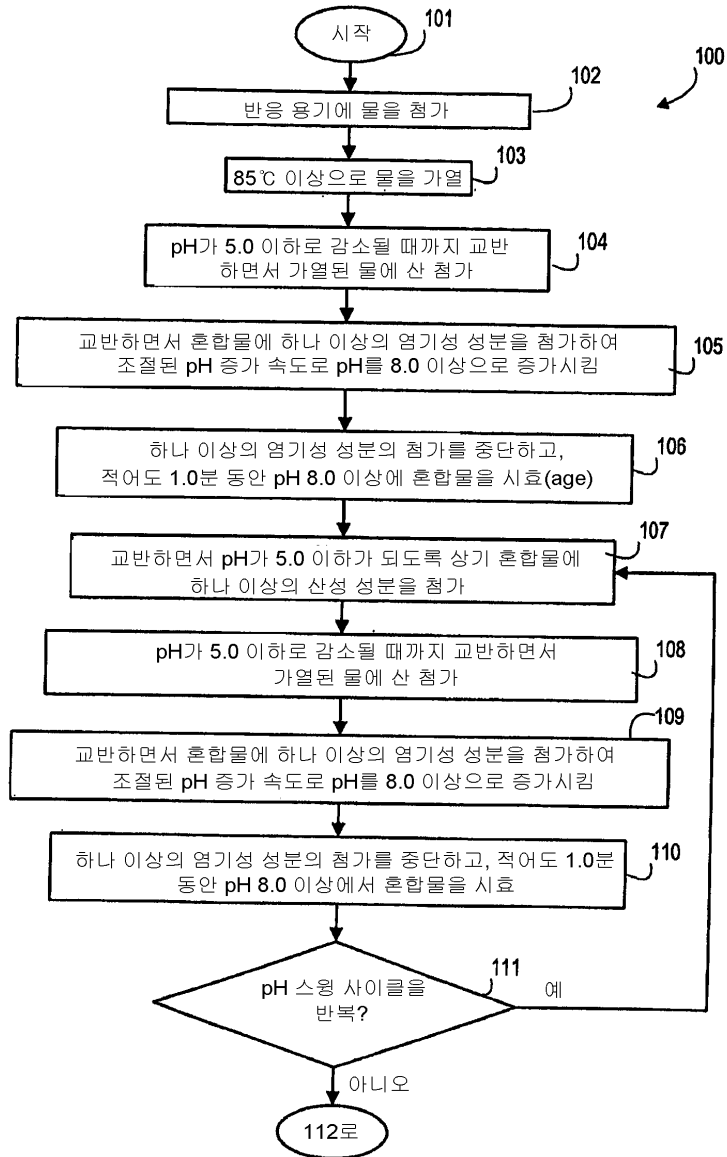 시작
101
100
반응 용기에 물을 첨가
102
85℃ 이상으로 물을 가열
103
pH가 5.0 이하로 감소될 때까지 교반
하면서 가열된 물에 산 첨가
104
교반하면서 혼합물에 하나 이상의 염기성 성분을 첨가하여
조절된 pH 증가 속도로 pH를 8.0 이상으로 증가시킴
105
하나 이상의 염기성 성분의 첨가를 중단하고,
적어도 1.0분 동안 pH 8.0 이상에 혼합물을 시효(age)
106
교반하면서 pH가 5.0 이하가 되도록 상기 혼합물에
하나 이상의 산성 성분을 첨가
107
pH가 5.0 이하로 감소될 때까지 교반하면서
가열된 물에 산 첨가
108
109
교반하면서 혼합물에 하나 이상의 염기성 성분을 첨가하여
조절된 pH 증가 속도로 pH를 8.0 이상으로 증가시킴
하나 이상의 염기성 성분의 첨가를 중단하고, 적어도 1.0분
동안 pH 8.0 이상에서 혼합물을 시효
110
pH 스윙 사이클을
반복?
111
예
아니오
112로